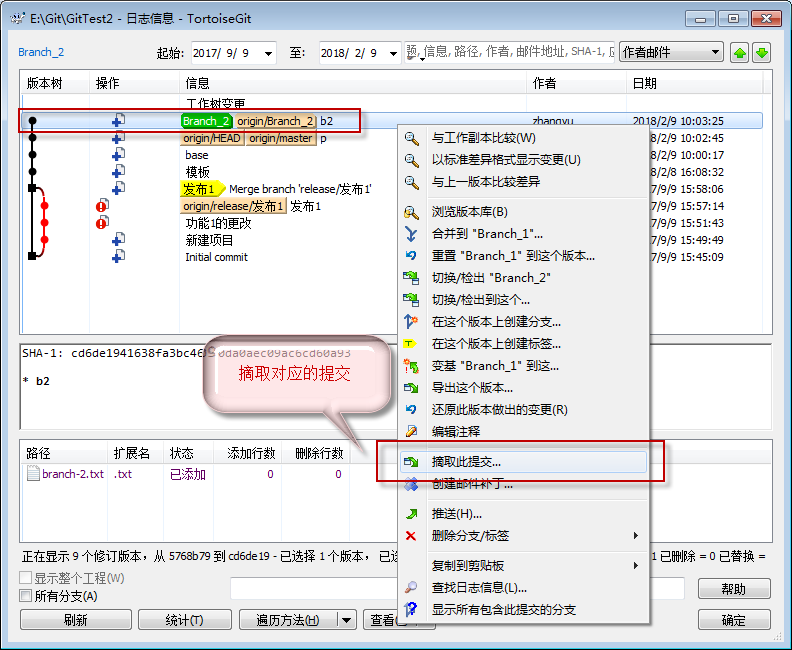 E:\Git\GitTest2 - 日志信息 - TortoiseGit
Branch_2 起始: 2017/ 9/ 9 至: 2018/ 2/ 9 信息, 路径, 作者, 邮件地址, SHA-1, 作者邮件
版本树 操作 信息 作者 日期
工作树变更
Branch_2 origin/Branch_2 b2 zhangyu 2018/2/9 10:03:25
origin/HEAD origin/master p 2018/2/9 10:02:45
base 2018/2/9 10:00:17
模板 2018/2/8 16:08:32
发布1 Merge branch 'release/发布1' 2017/9/9 15:58:06
origin/release/发布1 发布1 2017/9/9 15:57:14
功能1的更改 2017/9/9 15:51:43
新建项目 2017/9/9 15:49:49
Initial commit 2017/9/9 15:45:09
SHA-1: cd6de1941638fa3bc46
* b2
摘取对应的提交
与工作副本比较(W)
以标准差异格式显示变更(U)
与上一版本比较差异
浏览版本库(B)
合并到 "Branch_1"...
重置 "Branch_1" 到这个版本...
切换/检出 "Branch_2"
切换/检出到这个...
在这个版本上创建分支...
在这个版本上创建标签...
变基 "Branch_1" 到这...
导出这个版本...
还原此版本做出的变更(R)
编辑注释
摘取此提交...
创建邮件补丁...
推送(H)...
删除分支/标签
复制到剪贴板
查找日志信息(L)...
显示所有包含此提交的分支
路径 扩展名 状态 添加行数 删除行数
branch-2.txt .txt 已添加 0 0
正在显示 9 个修订版本，从 5768b79 到 cd6de19 - 已选择 1 个版本， 1 已删除 = 0 已替换 =
显示整个工程(W)
所有分支(A)
帮助
刷新 统计(T) 遍历方法(H) 查看 确定